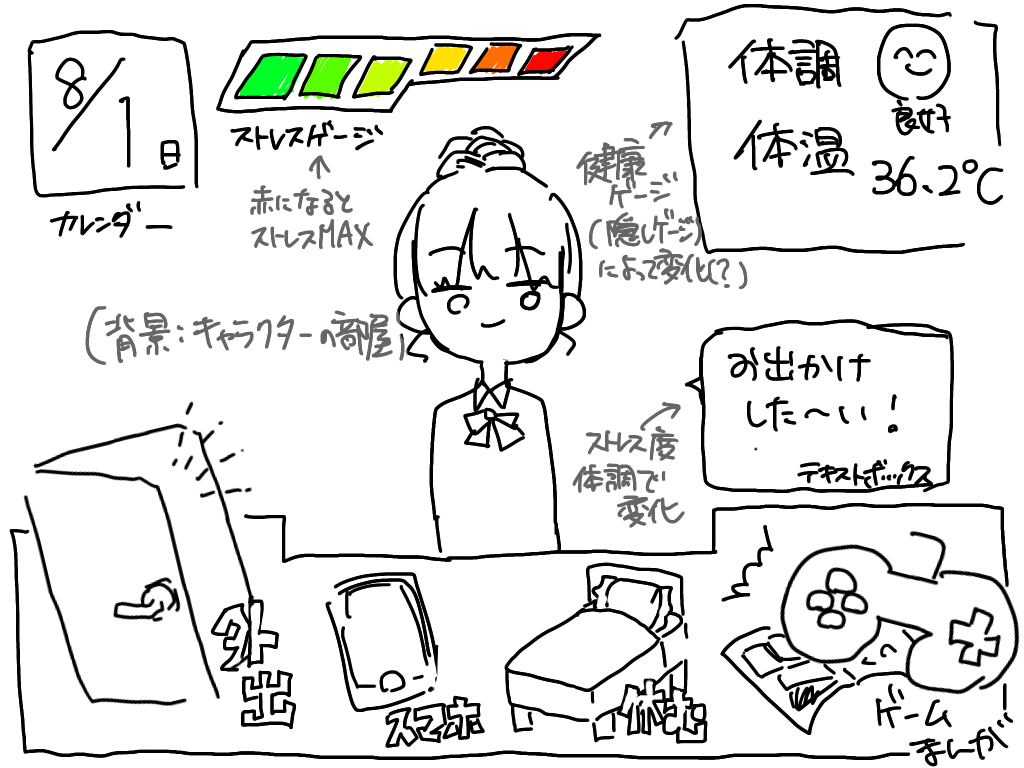 8/1日
カレンダー
ストレスゲージ
↑
赤になると
ストレスMAX
体調
良好
体温
36.2℃
健康
ゲージ
(隠しゲージ)
によって変化(?)
(背景:キャラクターの部屋)
お出かけ
した〜い!
テキストボックス
ストレス度
体調で
変化
外出
スマホ
休む
ゲーム
まんが